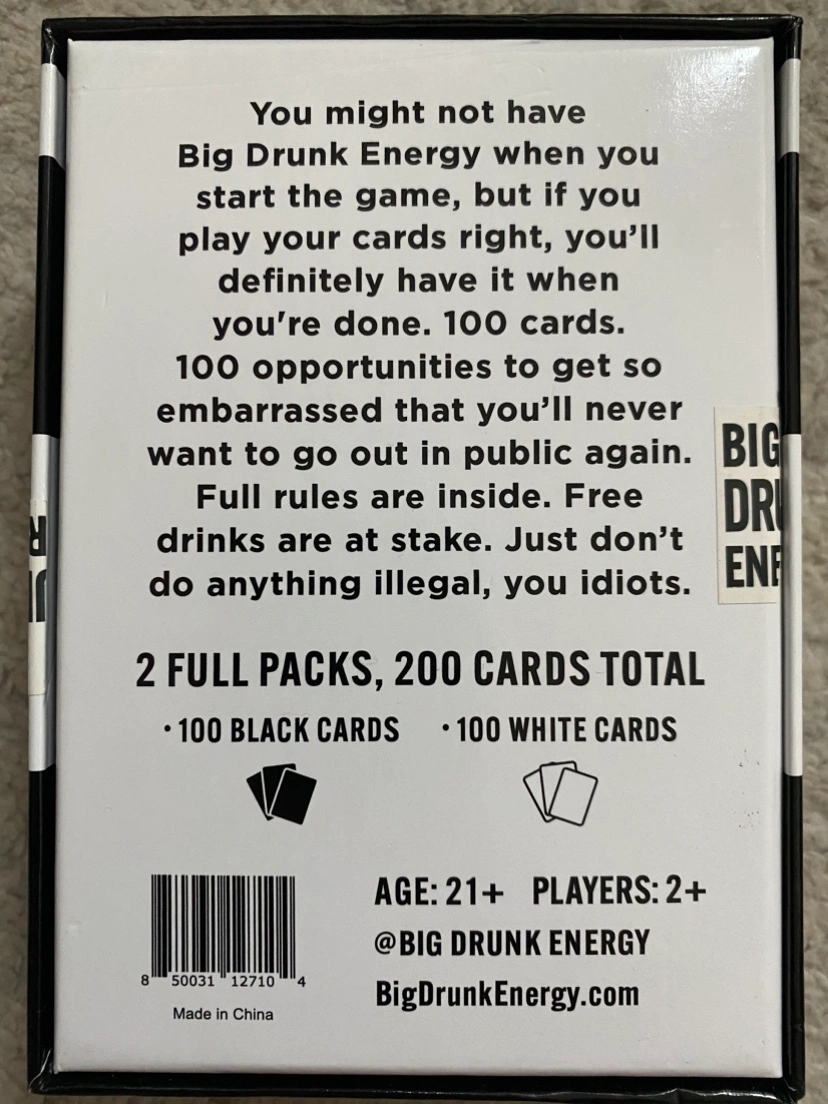 You might not have
Big Drunk Energy when you
start the game, but if you
play your cards right, you’ll
definitely have it when
you're done. 100 cards.
100 opportunities to get so
embarrassed that you’ll never
want to go out in public again.
Full rules are inside. Free
drinks are at stake. Just don’t
do anything illegal, you idiots.
BIG
DRU
ENE
2 FULL PACKS, 200 CARDS TOTAL
• 100 BLACK CARDS • 100 WHITE CARDS
AGE: 21+ PLAYERS: 2+
@BIG DRUNK ENERGY
BigDrunkEnergy.com
8 50031 12710 4
Made in China